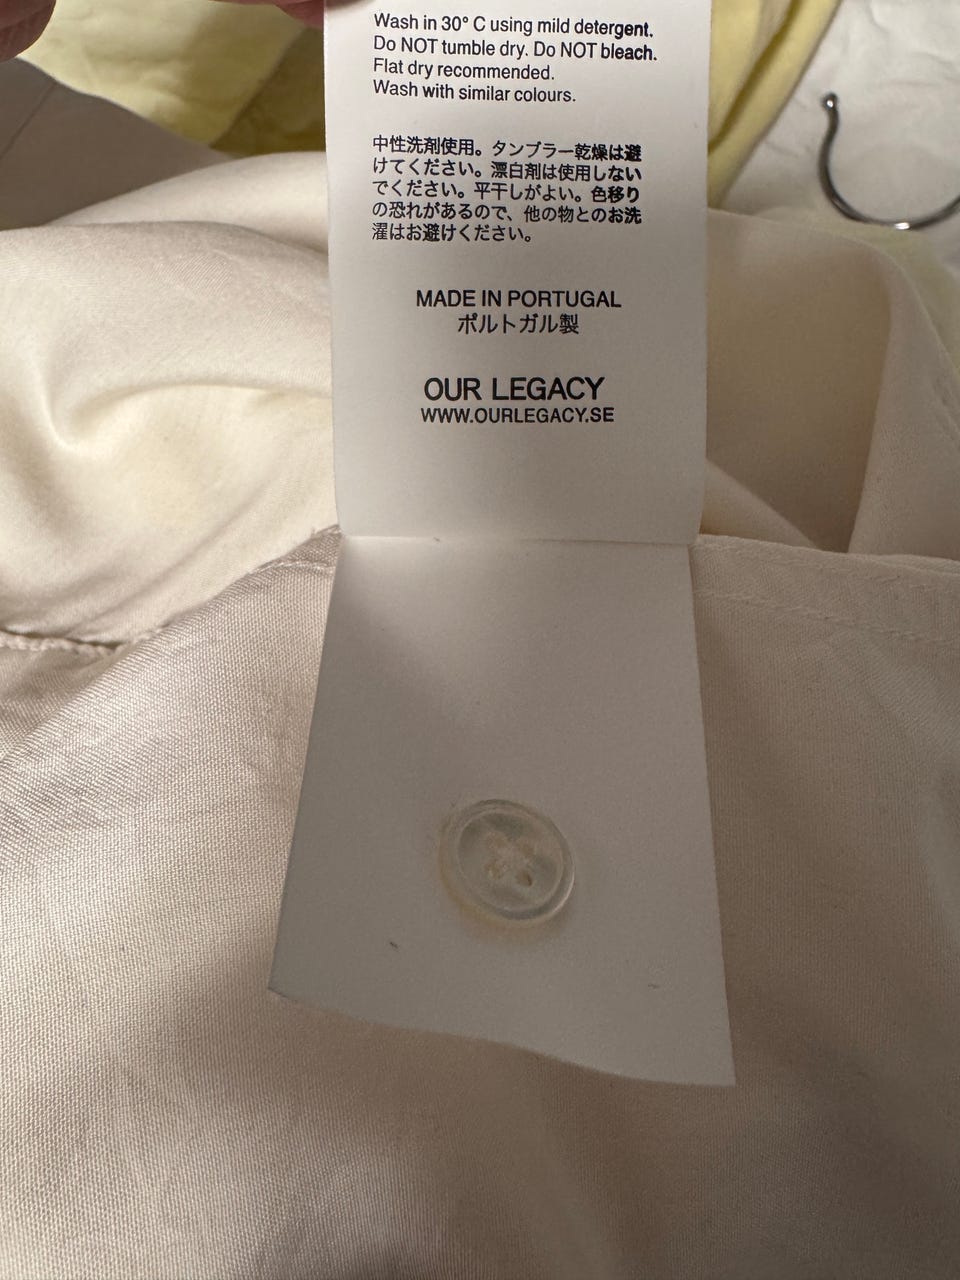 Wash in 30° C using mild detergent.
Do NOT tumble dry. Do NOT bleach.
Flat dry recommended.
Wash with similar colours.
中性洗剤使用。タンブラー乾燥は避
けてください。漂白剤は使用しない
でください。平干しがよい。色移り
の恐れがあるので、他の物とのお洗
濯はお避けください。
MADE IN PORTUGAL
ポルトガル製
OUR LEGACY
WWW.OURLEGACY.SE